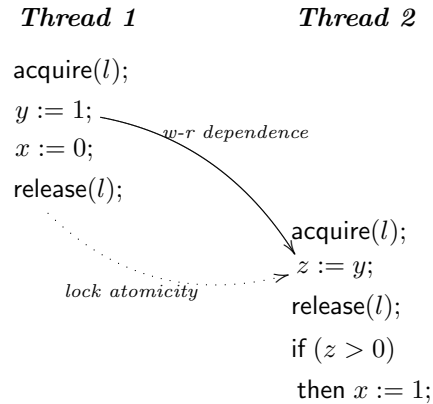 Thread 1
Thread 2
acquire(l);
y := 1;
x := 0;
release(l);
w-r dependence
lock atomicity
acquire(l);
z := y;
release(l);
if (z > 0)
then x := 1;